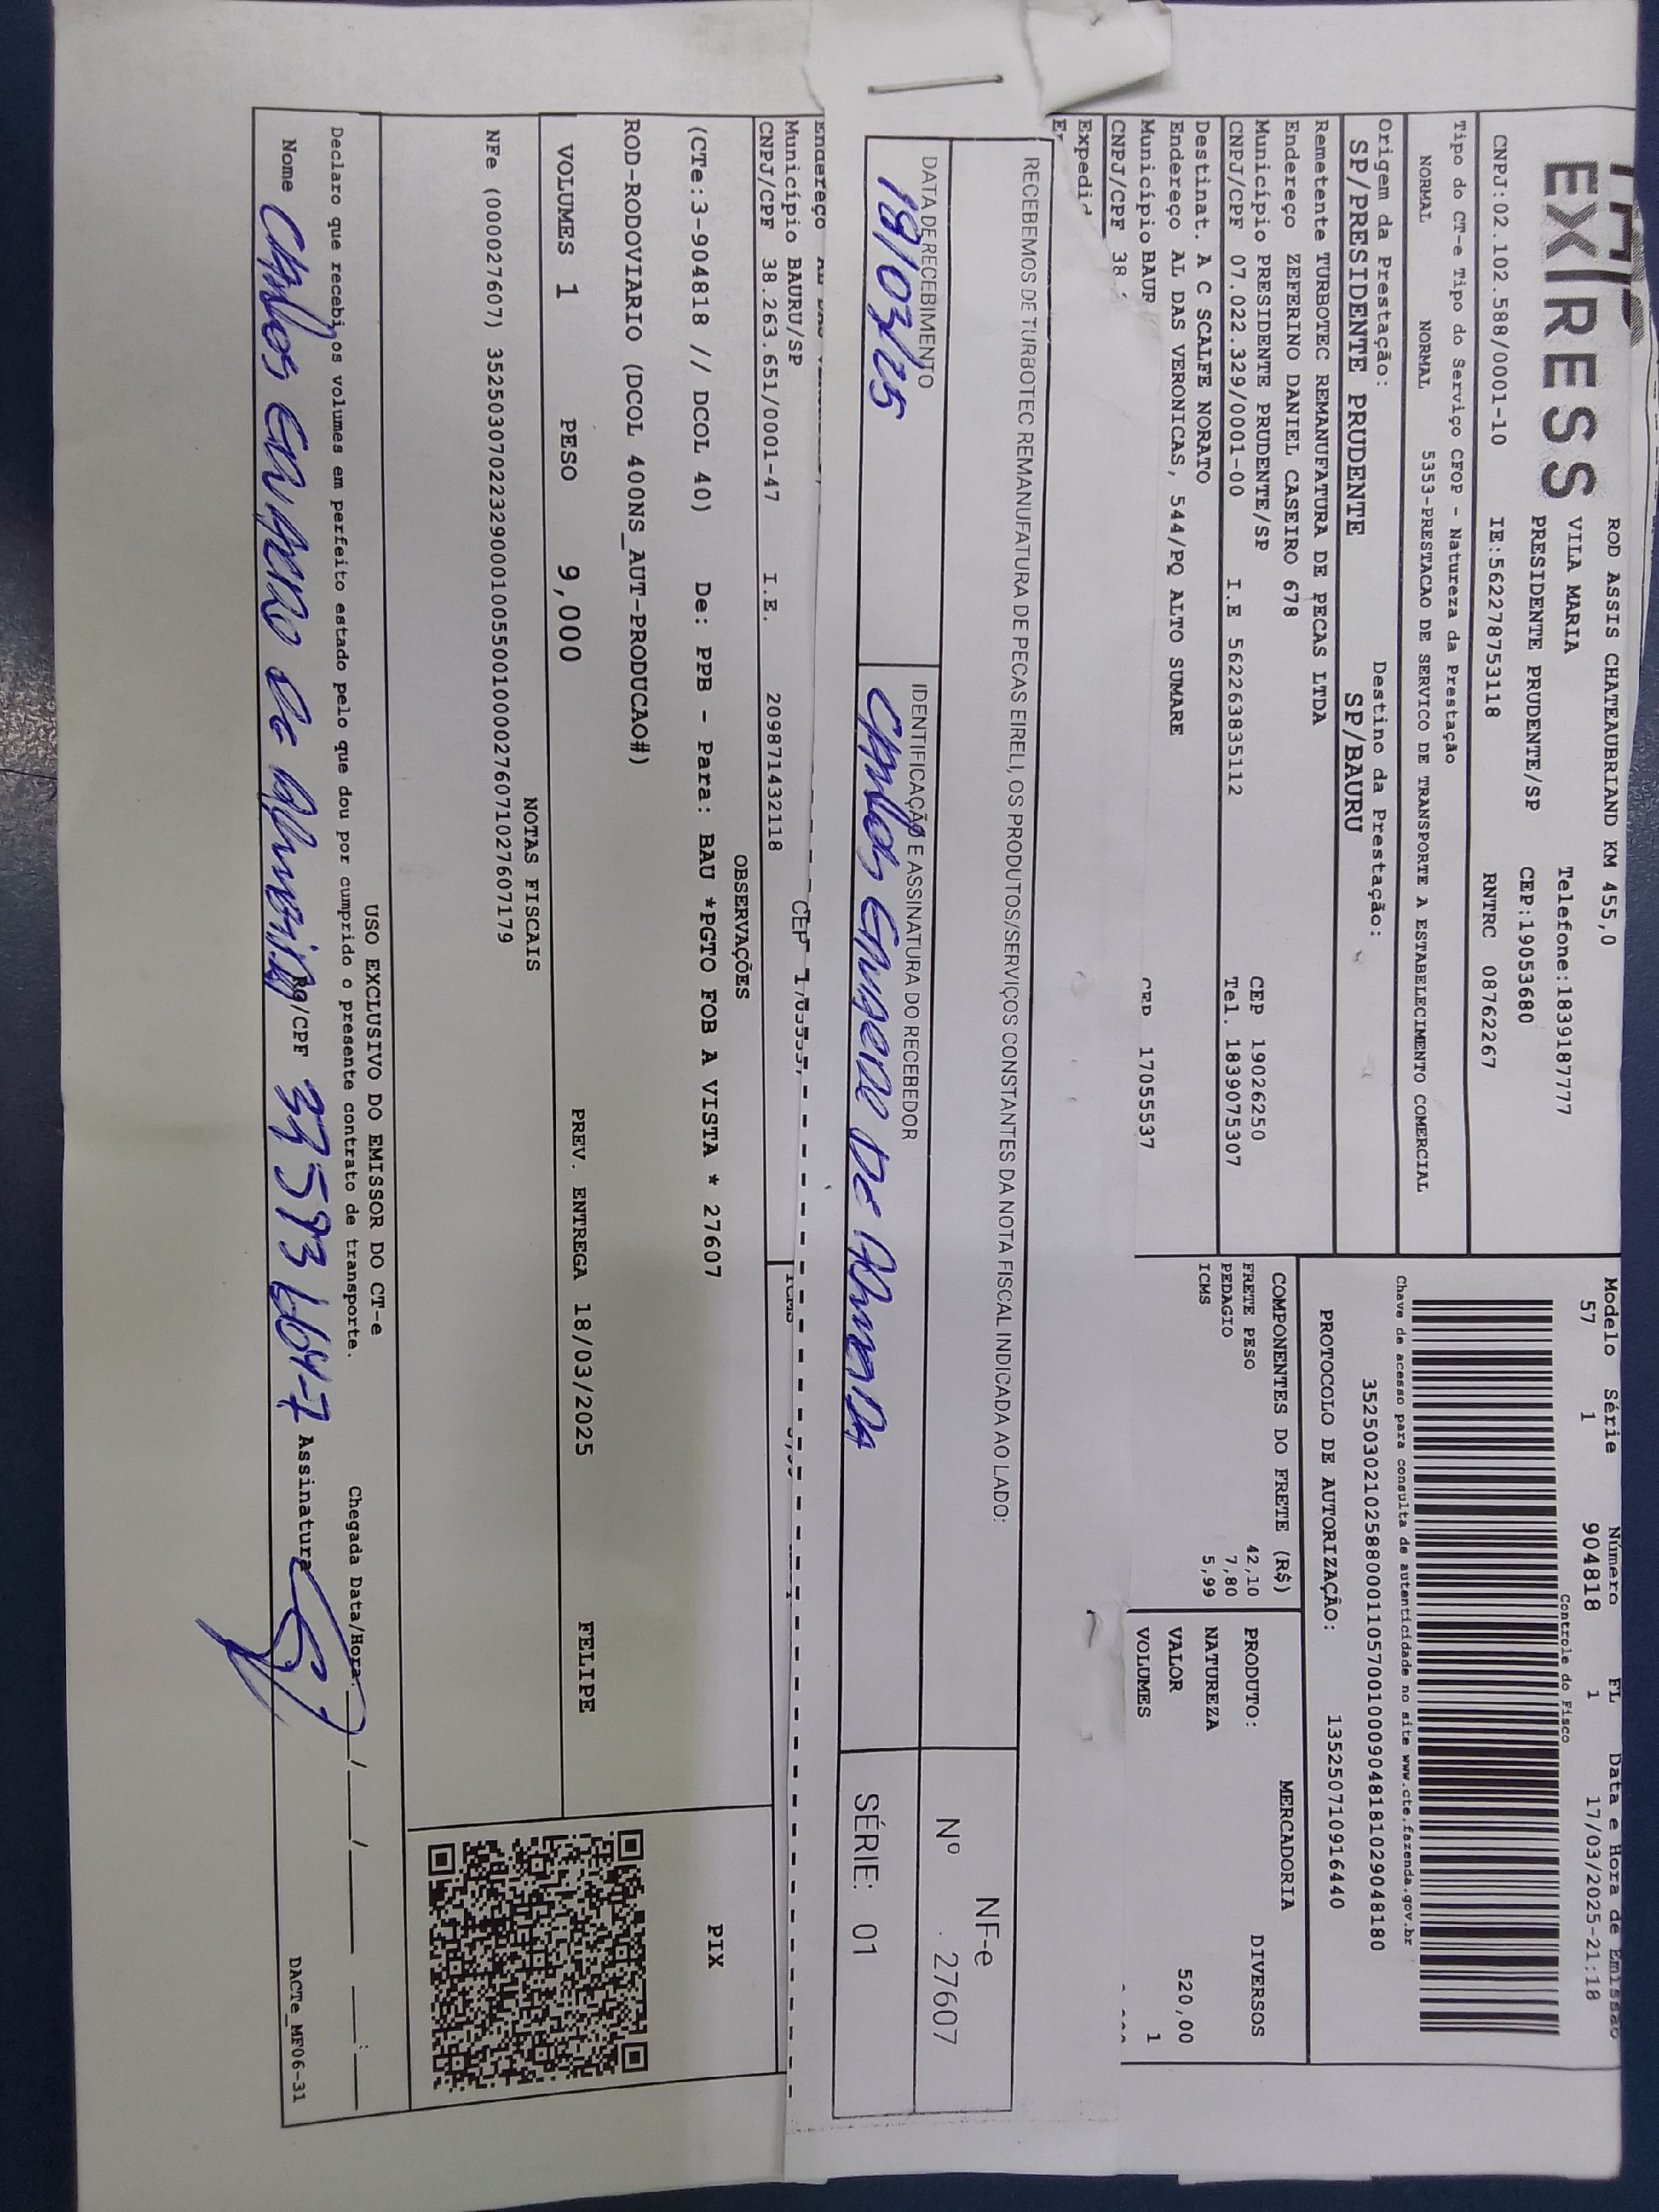 EXPRESS
ROD ASSIS CHATEAUBRIAND KM 455,0
VILA MARIA Telefone:1839187777
PRESIDENTE PRUDENTE/SP CEP:19053680
CNPJ:02.102.588/0001-10 IE:562278753118 RNTRC 08762267
Modelo Série Número FL Data e Hora de Emissão
57 1 904818 1 17/03/2025-21:18
Controle do Fisco
Tipo do CT-e Tipo do Serviço CFOP - Natureza da Prestação
NORMAL NORMAL 5353-PRESTACAO DE SERVICO DE TRANSPORTE A ESTABELECIMENTO COMERCIAL
Chave de acesso para consulta de autenticidade no site www.cte.fazenda.gov.br
35250302102588000110570010009048181029048180
Origem da Prestação: Destino da Prestação:
SP/PRESIDENTE PRUDENTE SP/BAURU
PROTOCOLO DE AUTORIZAÇÃO: 135250710916440
Remetente TURBOTEC REMANUFATURA DE PECAS LTDA
Endereço ZEFERINO DANIEL CASEIRO 678
Município PRESIDENTE PRUDENTE/SP CEP 19026250
CNPJ/CPF 07.022.329/0001-00 I.E 562263835112 Tel. 1839075307
Destinat. A C SCALFE NORATO
Endereço AL DAS VERONICAS, 544/PQ ALTO SUMARE
Município BAUR CEP 17055537
CNPJ/CPF 38
Expedid
COMPONENTES DO FRETE (R$)
FRETE PESO 42,10
PEDAGIO 7,80
ICMS 5,99
MERCADORIA
PRODUTO: DIVERSOS
NATUREZA
VALOR 520,00
VOLUMES 1
RECEBEMOS DE TURBOTEC REMANUFATURA DE PECAS EIRELI, OS PRODUTOS/SERVIÇOS CONSTANTES DA NOTA FISCAL INDICADA AO LADO:
NF-e
Nº 27607
SÉRIE: 01
DATA DE RECEBIMENTO IDENTIFICAÇÃO E ASSINATURA DO RECEBEDOR
18/03/25 Carlos Eduardo De Almeida
Endereço
Município BAURU/SP CEP
CNPJ/CPF 38.263.651/0001-47 I.E. 209871432118
OBSERVAÇÕES
(CTe:3-904818 // DCOL 40) De: PPB - Para: BAU *PGTO FOB A VISTA * 27607
ROD-RODOVIARIO (DCOL 400NS_AUT-PRODUCAO#)
PIX
VOLUMES 1 PESO 9,000 PREV. ENTREGA 18/03/2025 FELIPE
NOTAS FISCAIS
NFe (000027607) 35250307022329000100550010000276071027607179
USO EXCLUSIVO DO EMISSOR DO CT-e
Declaro que recebi os volumes em perfeito estado pelo que dou por cumprido o presente contrato de transporte. Chegada Data/Hora: / / :
Nome Carlos Eduardo de Almeida Rg/CPF Assinatura
DACTe_MF06-31